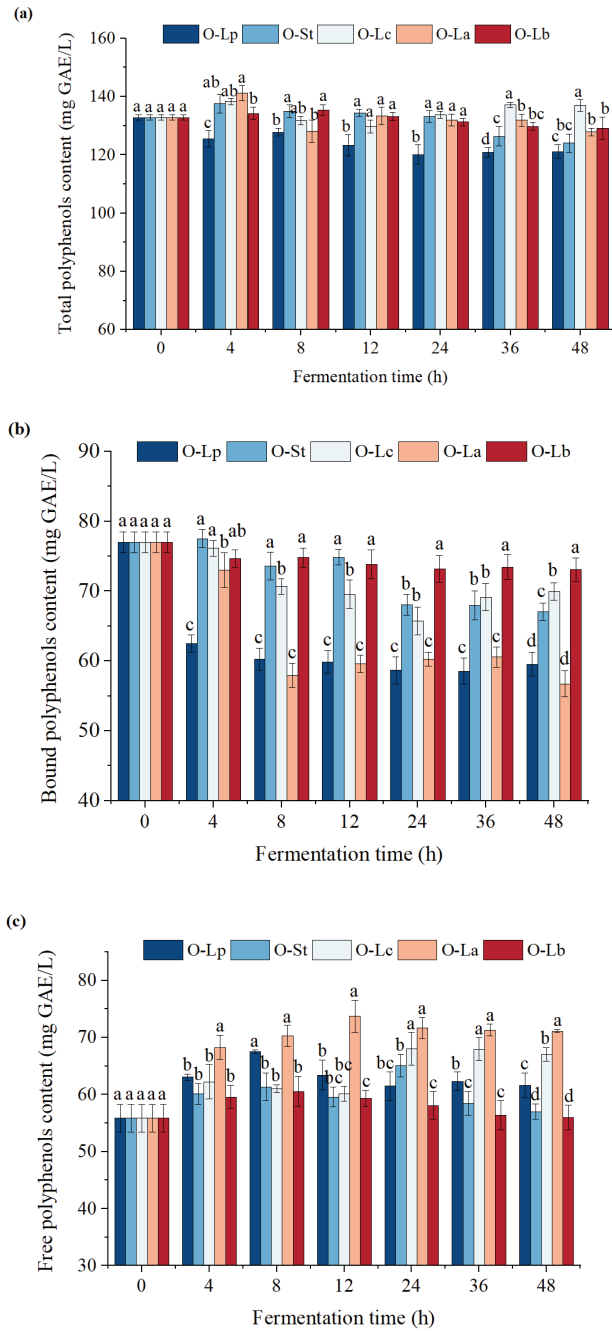 (a)
O-Lp O-St O-Lc O-La O-Lb
Total polyphenols content (mg GAE/L)
160
140
120
100
80
60
a a a a a
c ab ab a b
b a ab b a
b a a a a
b a a a a
d c a b bc
c bc a b b
0 4 8 12 24 36 48
Fermentation time (h)
(b)
O-Lp O-St O-Lc O-La O-Lb
Bound polyphenols content (mg GAE/L)
90
80
70
60
50
40
a a a a a
c a a b ab
c a b c a
c a b c a
c b b c a
c b b c a
d c b d a
0 4 8 12 24 36 48
Fermentation time (h)
(c)
O-Lp O-St O-Lc O-La O-Lb
Free polyphenols content (mg GAE/L)
80
70
60
50
40
30
a a a a a
b b b a b
a b b a b
b bc bc a c
bc b a a c
b c a a c
c d b a d
0 4 8 12 24 36 48
Fermentation time (h)